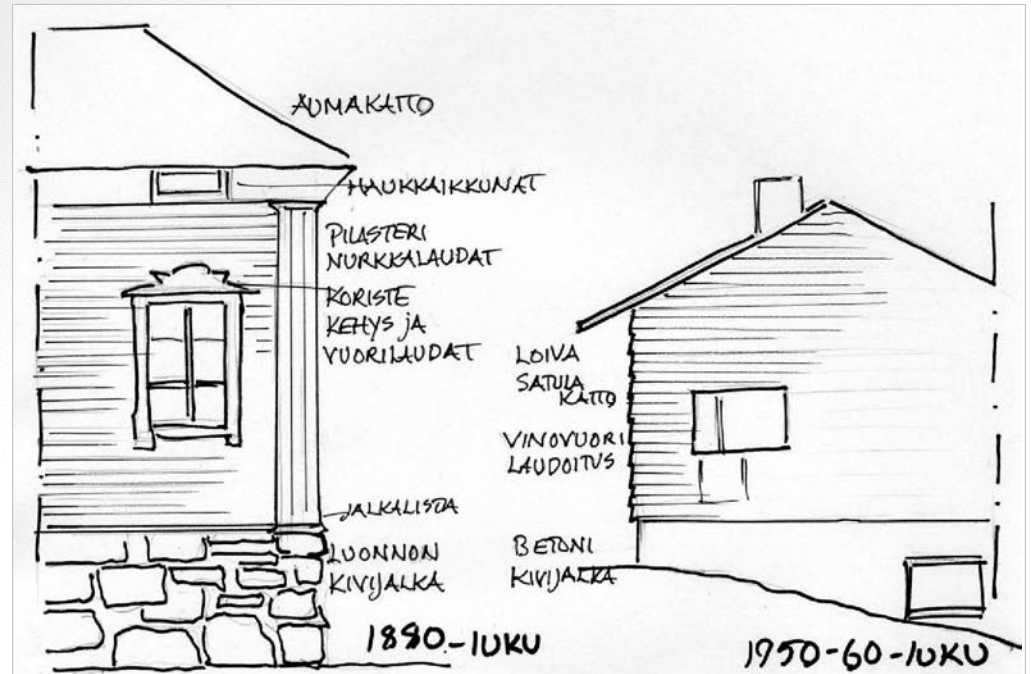 AUMAKATTO
HAUKKAIKKUNAT
PILASTERI
NURKKALAUDAT
KORISTE
KEHYS JA
VUORILAUDAT
JALKALISTA
LUONNON
KIVIJALKA
1880-LUKU
LOIVA
SATULA
KATTO
VINOVUORI
LAUDOITUS
BETONI
KIVIJALKA
1950-60-LUKU